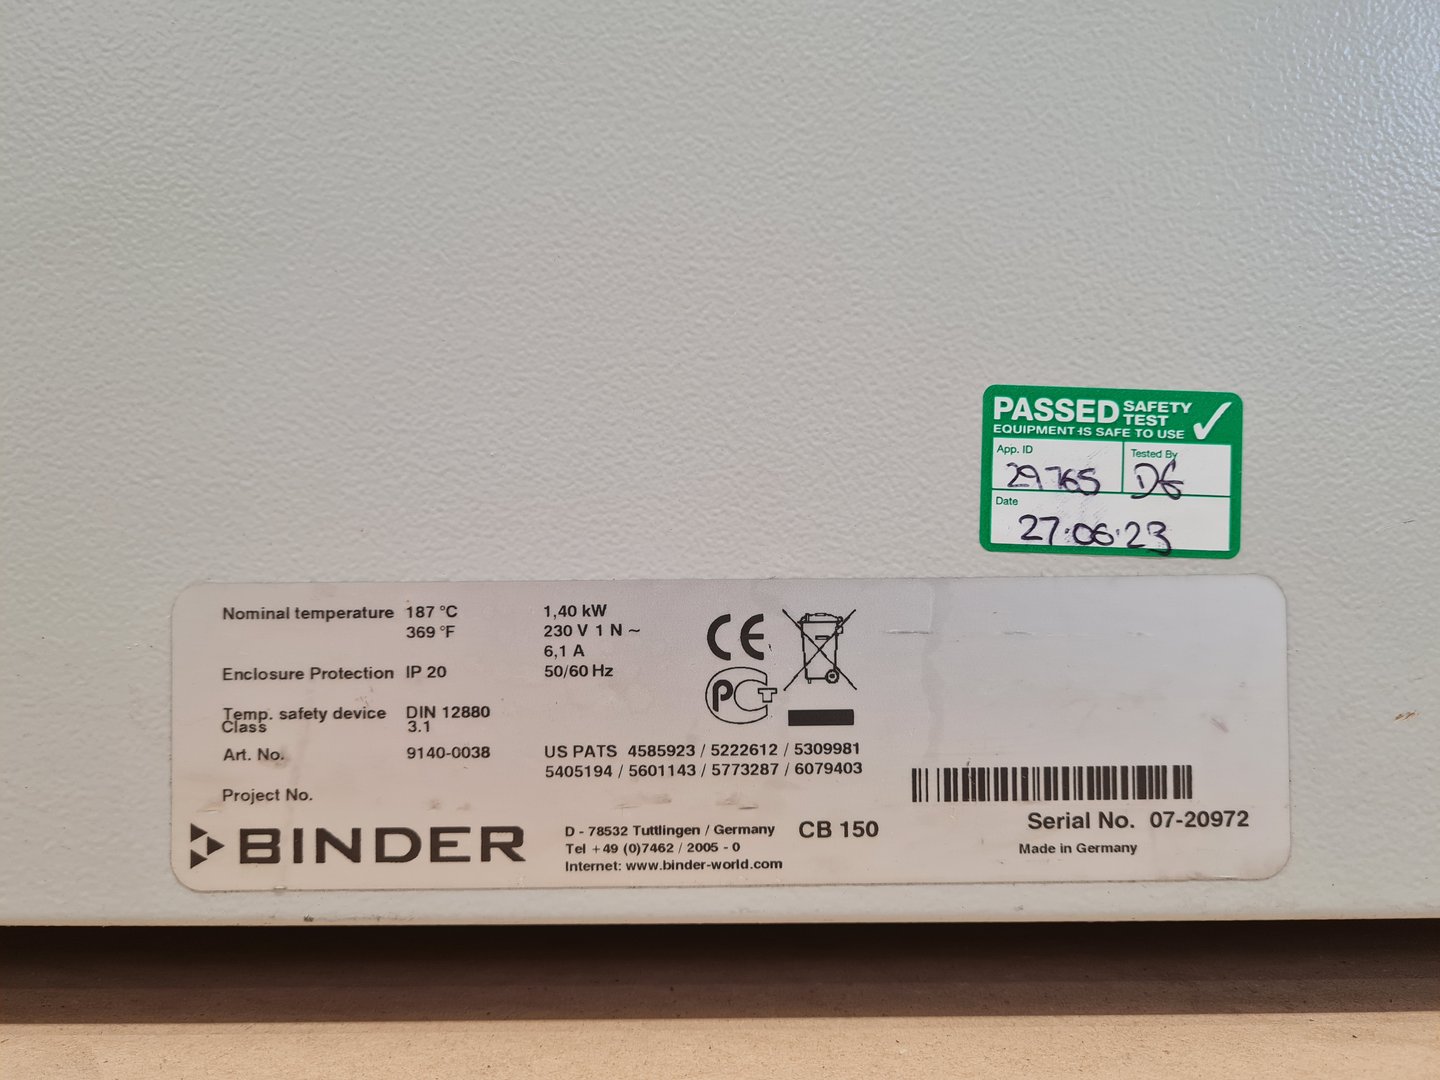 PASSED SAFETY TEST
EQUIPMENT IS SAFE TO USE
App. ID
29765
Tested By
DG
Date
27.06.23
Nominal temperature 187 °C
369 °F
Enclosure Protection IP 20
Temp. safety device DIN 12880
Class 3.1
Art. No. 9140-0038
Project No.
1,40 kW
230 V 1 N ~
6,1 A
50/60 Hz
CE
PCT
US PATS 4585923 / 5222612 / 5309981
5405194 / 5601143 / 5773287 / 6079403
BINDER
D - 78532 Tuttlingen / Germany
Tel +49 (0)7462 / 2005 - 0
Internet: www.binder-world.com
CB 150
Serial No. 07-20972
Made in Germany